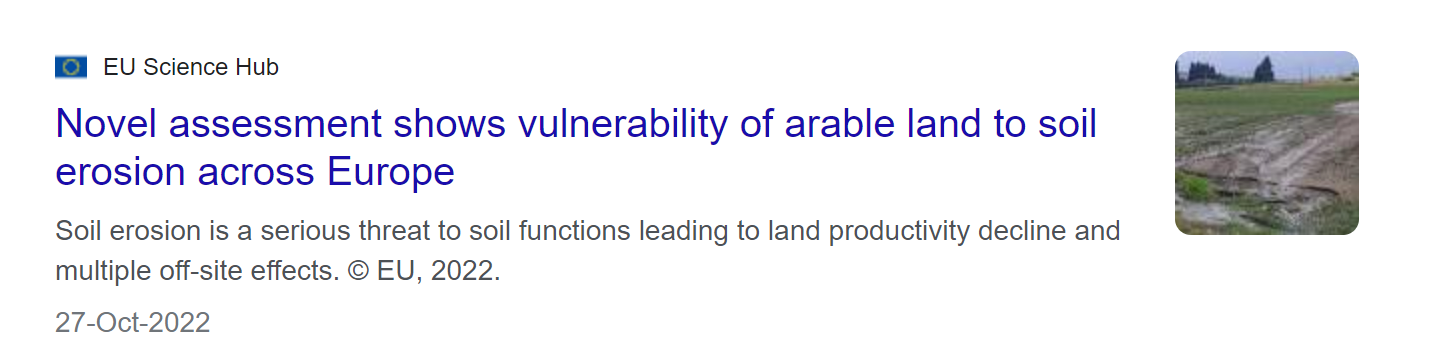 EU Science Hub
Novel assessment shows vulnerability of arable land to soil
erosion across Europe
Soil erosion is a serious threat to soil functions leading to land productivity decline and
multiple off-site effects. © EU, 2022.
27-Oct-2022